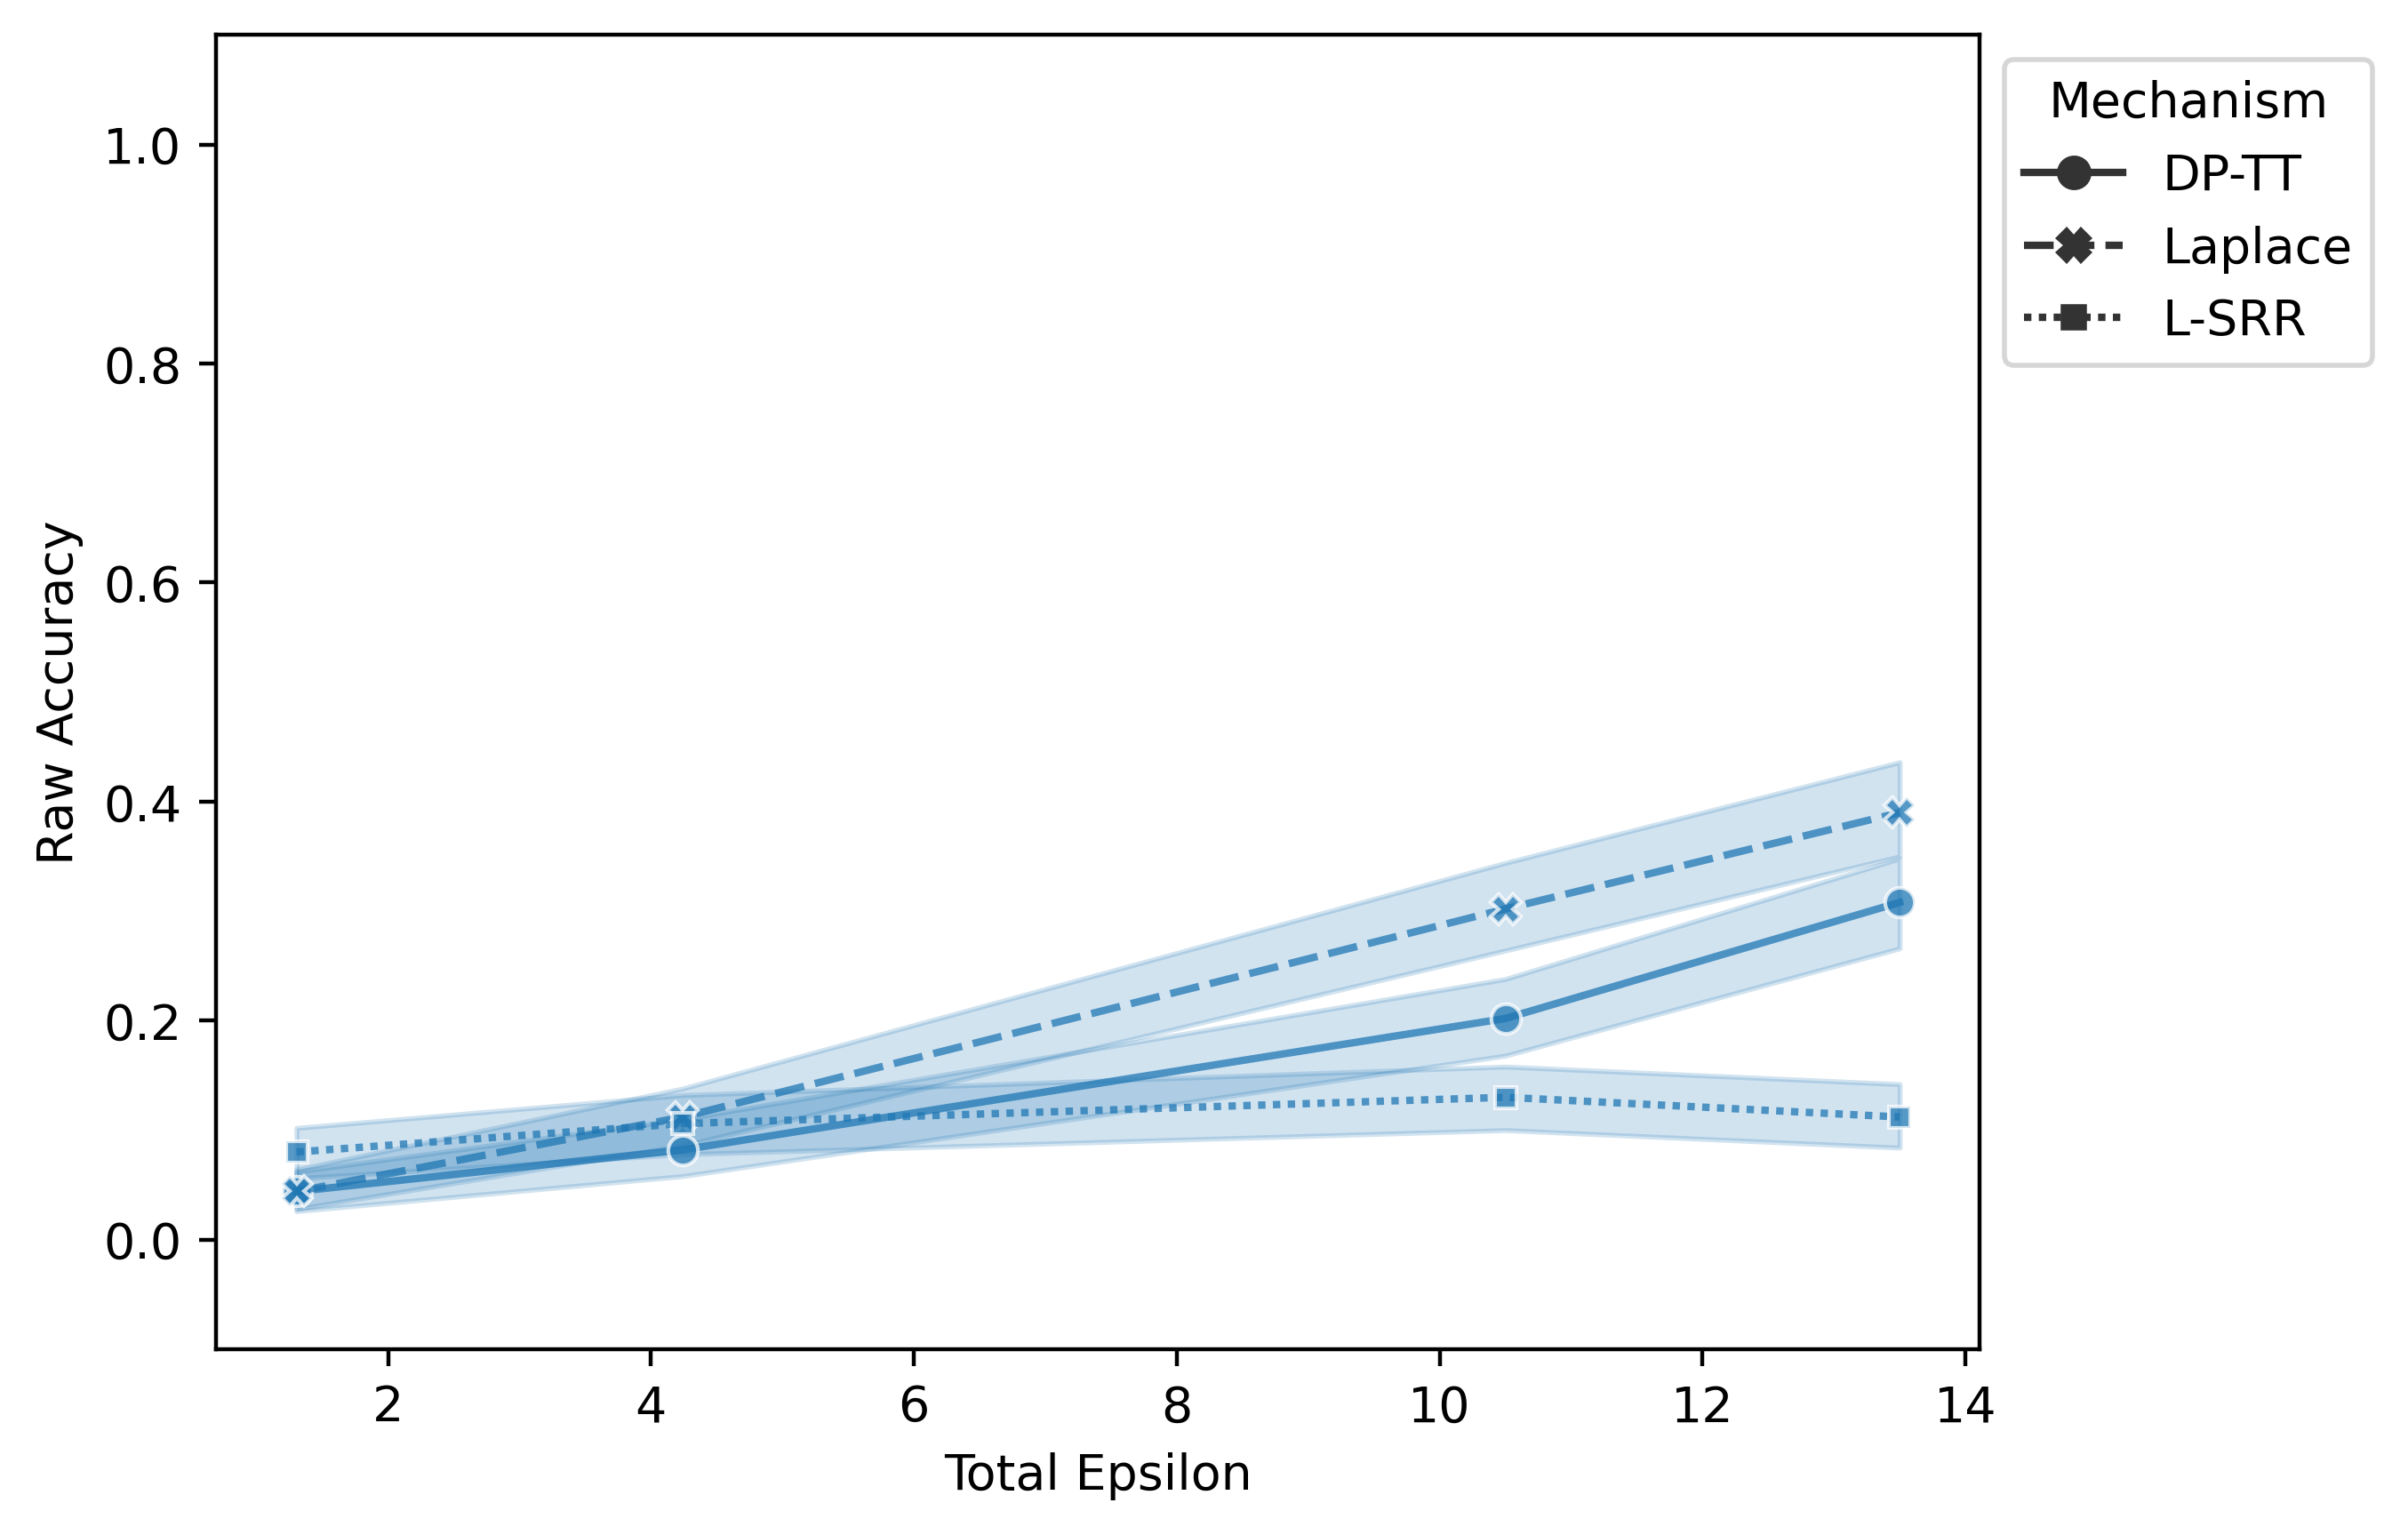 Mechanism
DP-TT
Laplace
L-SRR
1.0
0.8
0.6
0.4
0.2
0.0
Raw Accuracy
2 4 6 8 10 12 14
Total Epsilon